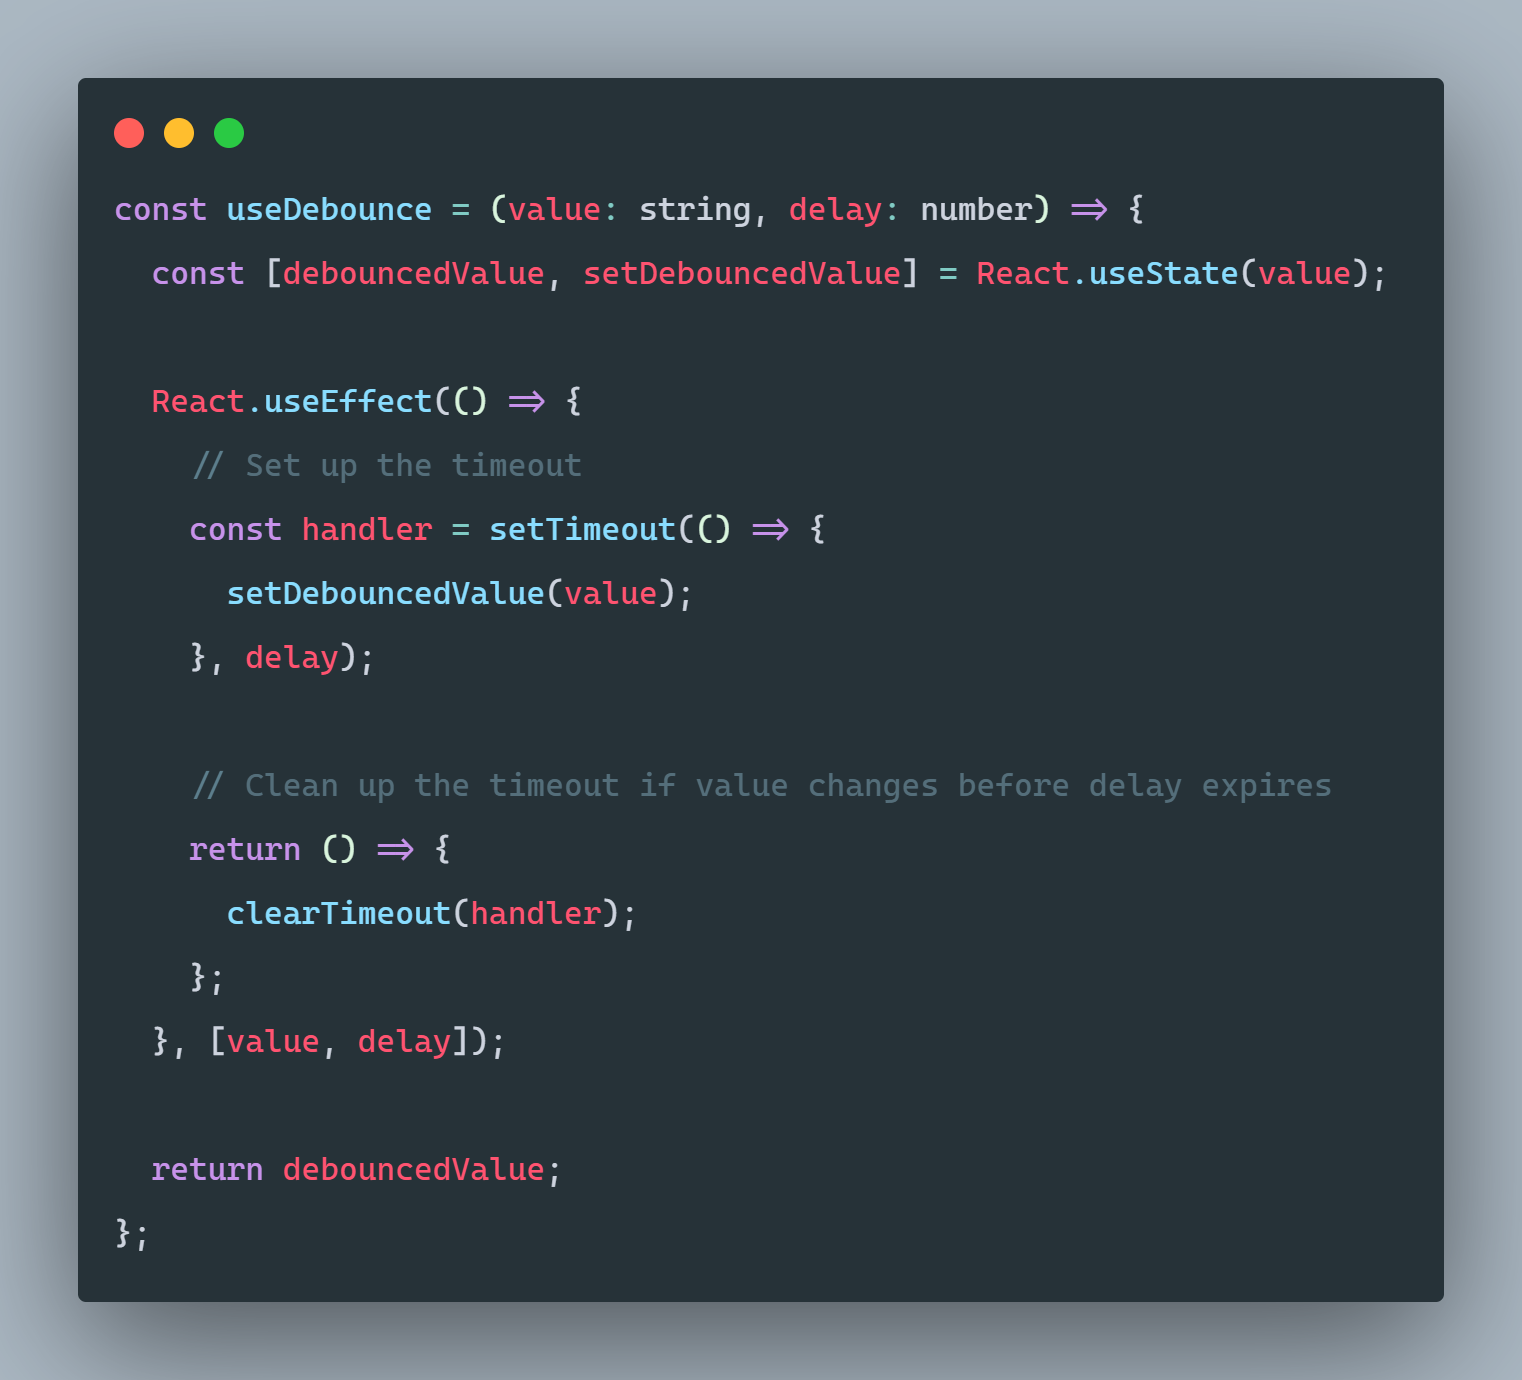 const useDebounce = (value: string, delay: number) => {
  const [debouncedValue, setDebouncedValue] = React.useState(value);

  React.useEffect(() => {
    // Set up the timeout
    const handler = setTimeout(() => {
      setDebouncedValue(value);
    }, delay);

    // Clean up the timeout if value changes before delay expires
    return () => {
      clearTimeout(handler);
    };
  }, [value, delay]);

  return debouncedValue;
};